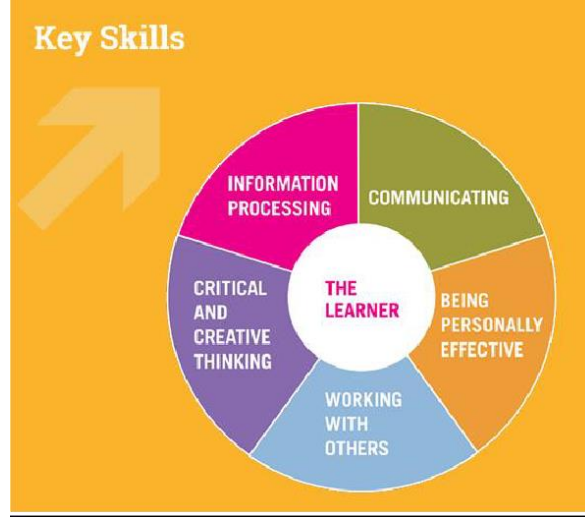 Key Skills
INFORMATION
PROCESSING
COMMUNICATING
CRITICAL
AND
CREATIVE
THINKING
THE
LEARNER
BEING
PERSONALLY
EFFECTIVE
WORKING
WITH
OTHERS